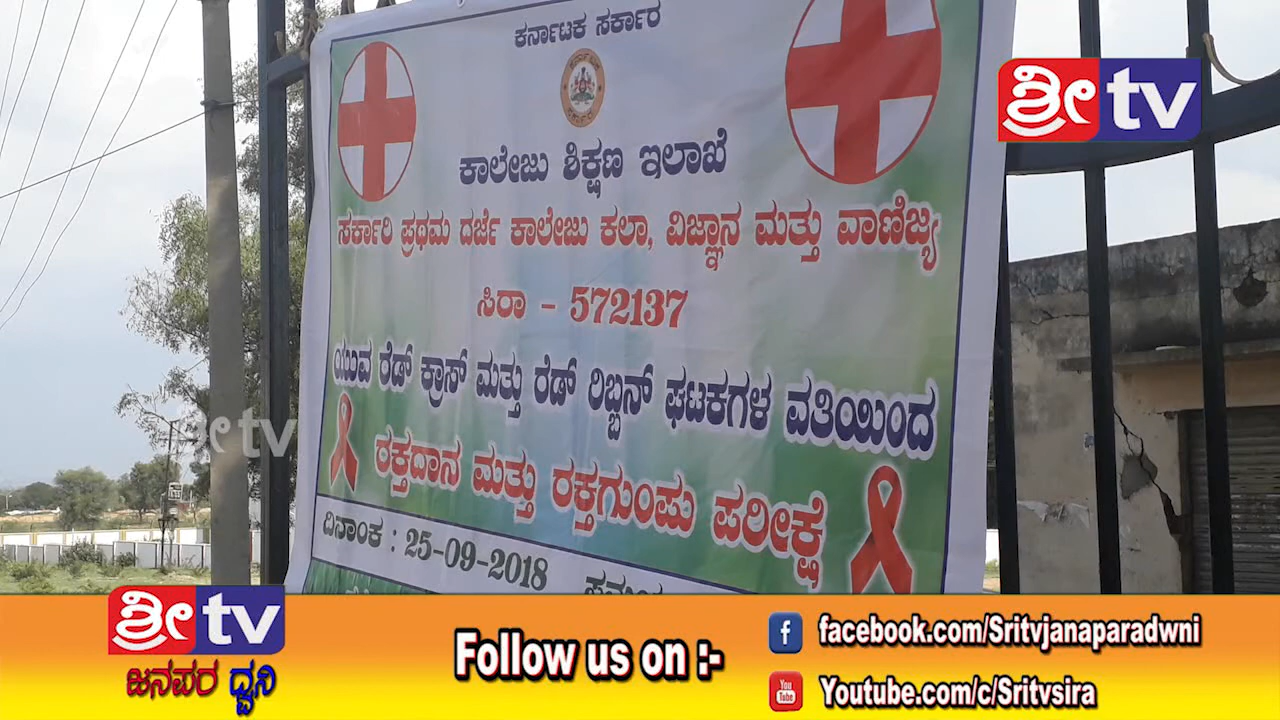 ಕರ್ನಾಟಕ ಸರ್ಕಾರ
ಶ್ರೀ tv
ಕಾಲೇಜು ಶಿಕ್ಷಣ ಇಲಾಖೆ
ಸರ್ಕಾರಿ ಪ್ರಥಮ ದರ್ಜೆ ಕಾಲೇಜು ಕಲಾ, ವಿಜ್ಞಾನ ಮತ್ತು ವಾಣಿಜ್ಯ
ಸಿರಾ - 572137
ಯುವ ರೆಡ್ ಕ್ರಾಸ್ ಮತ್ತು ರೆಡ್ ರಿಬ್ಬನ್ ಘಟಕಗಳ ವತಿಯಿಂದ
ಶ್ರೀ tv
ರಕ್ತದಾನ ಮತ್ತು ರಕ್ತಗುಂಪು ಪರೀಕ್ಷೆ
ದಿನಾಂಕ : 25-09-2018
ಶ್ರೀ tv
ಜನಪರ ಧ್ವನಿ
Follow us on :-
facebook.com/Sritvjanaparadwni
Youtube.com/c/Sritvsira